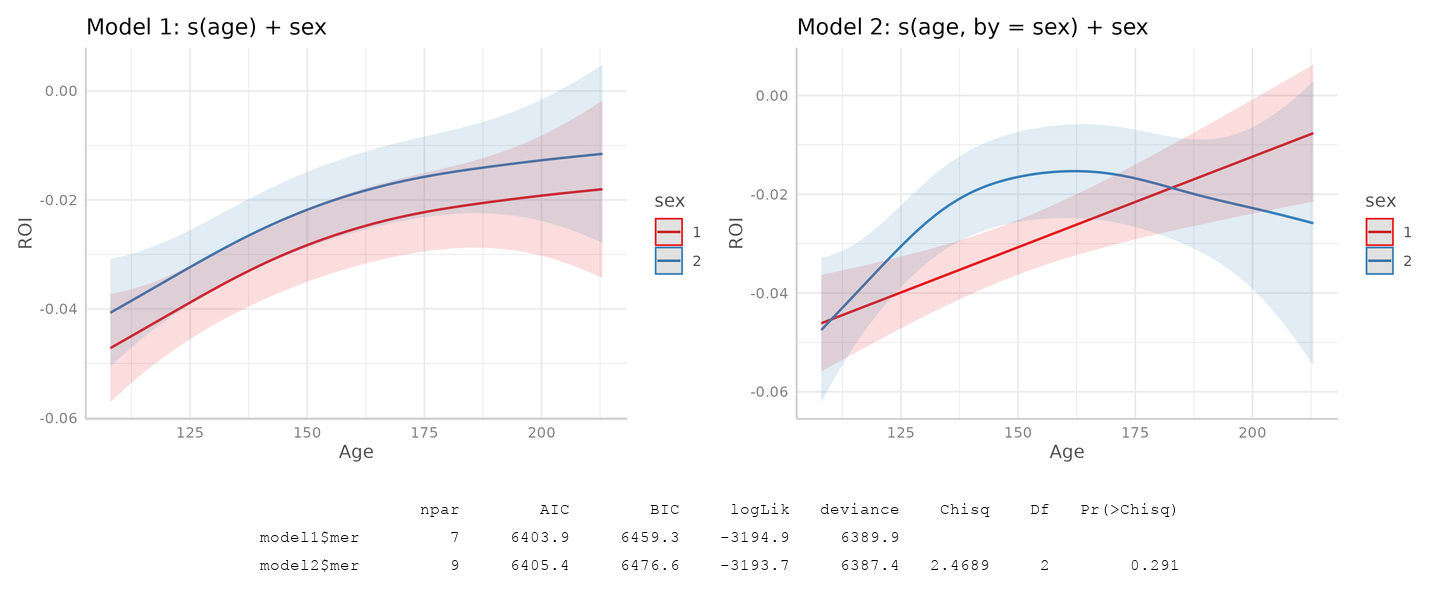 Model 1: s(age) + sex
0.00
-0.02
-0.04
-0.06
ROI
125 150 175 200
Age
sex
1
2
Model 2: s(age, by = sex) + sex
0.00
-0.02
-0.04
-0.06
ROI
125 150 175 200
Age
sex
1
2
npar AIC BIC logLik deviance Chisq Df Pr(>Chisq)
model1$mer 7 6403.9 6459.3 -3194.9 6389.9
model2$mer 9 6405.4 6476.6 -3193.7 6387.4 2.4689 2 0.291